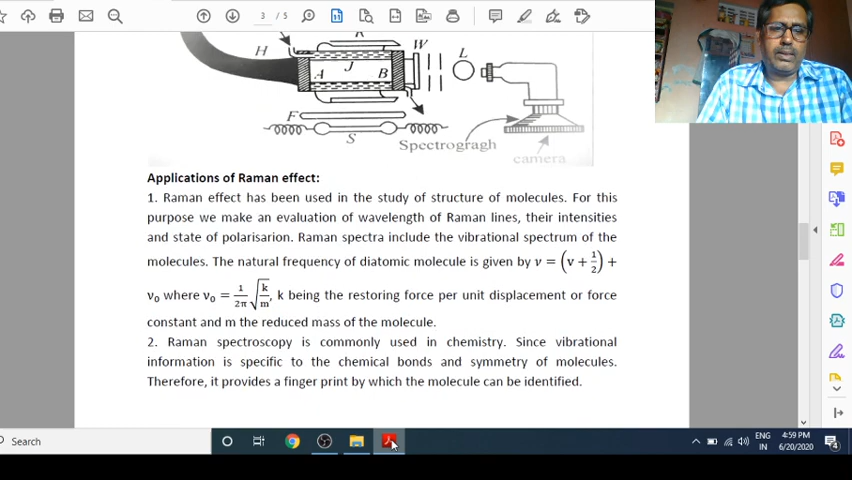 3 / 5
R
H
W
L
A
J
B
F
S
Spectrogragh
camera
Applications of Raman effect:
1. Raman effect has been used in the study of structure of molecules. For this
purpose we make an evaluation of wavelength of Raman lines, their intensities
and state of polarisarion. Raman spectra include the vibrational spectrum of the
molecules. The natural frequency of diatomic molecule is given by ν = (v + 1/2) +
ν₀ where ν₀ = 1/2π √k/m, k being the restoring force per unit displacement or force
constant and m the reduced mass of the molecule.
2. Raman spectroscopy is commonly used in chemistry. Since vibrational
information is specific to the chemical bonds and symmetry of molecules.
Therefore, it provides a finger print by which the molecule can be identified.
Search
ENG
IN
4:59 PM
6/20/2020
4